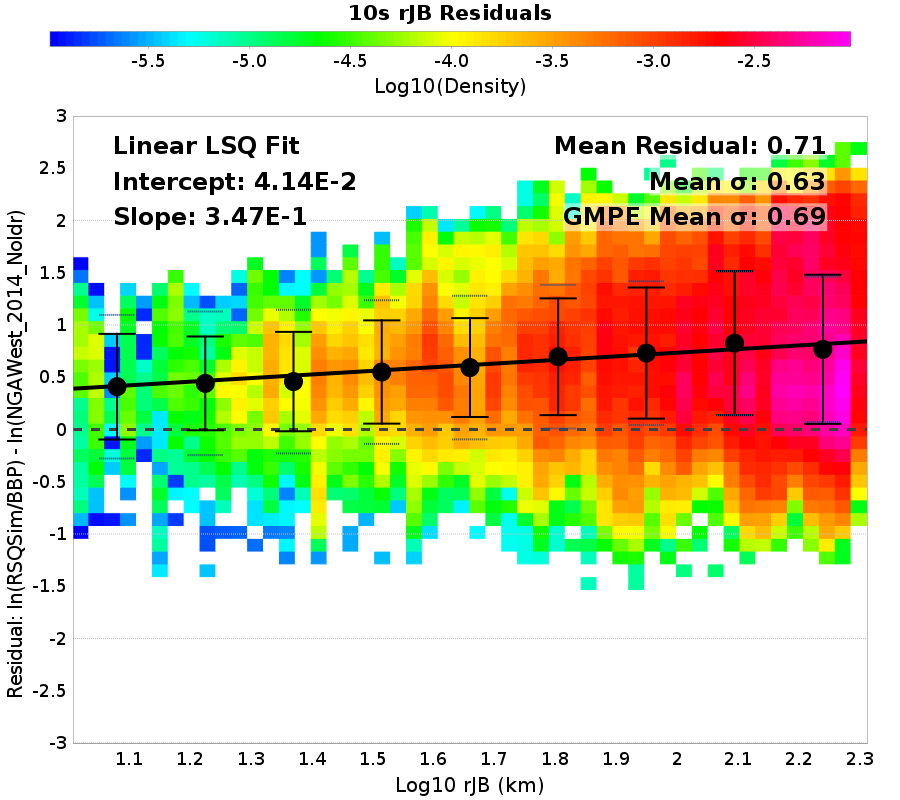 10s rJB Residuals
-5.5 -5.0 -4.5 -4.0 -3.5 -3.0 -2.5
Log10(Density)
Residual: ln(RSQSim/BBP) - ln(NGAWest_2014_NoIdr)
3
2.5
2
1.5
1
0.5
0
-0.5
-1
-1.5
-2
-2.5
-3
Linear LSQ Fit
Intercept: 4.14E-2
Slope: 3.47E-1
Mean Residual: 0.71
Mean σ: 0.63
GMPE Mean σ: 0.69
1.1 1.2 1.3 1.4 1.5 1.6 1.7 1.8 1.9 2 2.1 2.2 2.3
Log10 rJB (km)